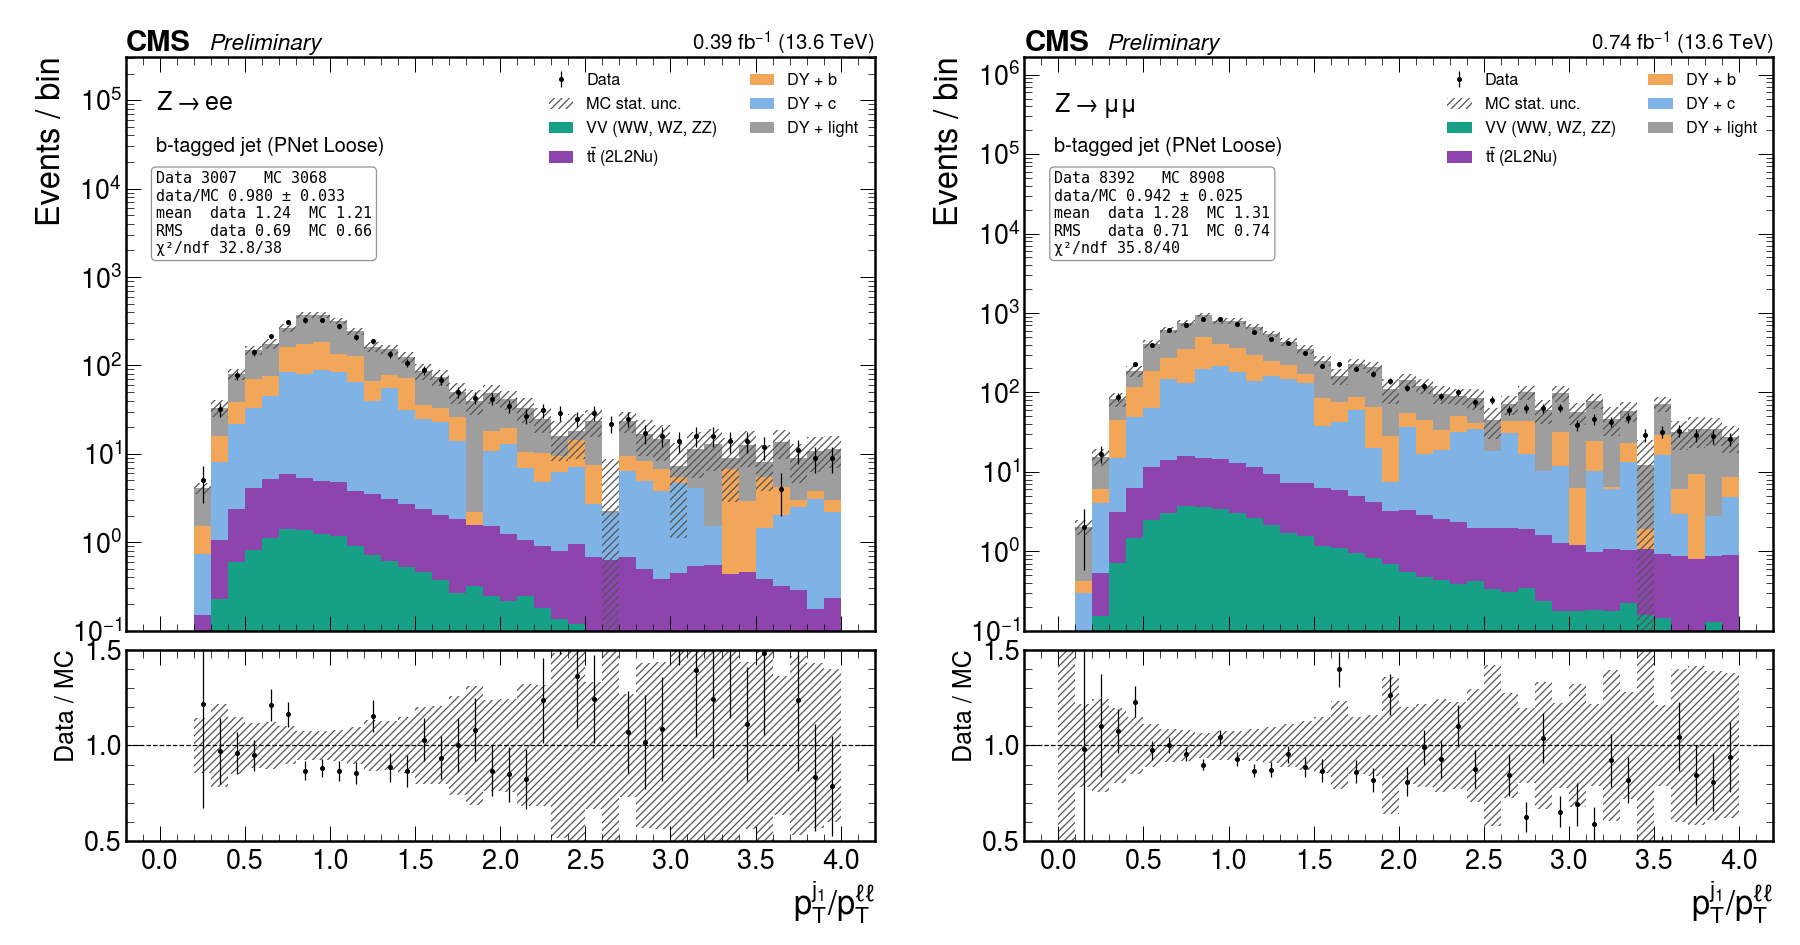 CMS Preliminary 0.39 fb⁻¹ (13.6 TeV)
Events / bin
Z → ee
b-tagged jet (PNet Loose)
Data 3007 MC 3068
data/MC 0.980 ± 0.033
mean data 1.24 MC 1.21
RMS data 0.69 MC 0.66
χ²/ndf 32.8/38
Data
MC stat. unc.
VV (WW, WZ, ZZ)
tt̄ (2L2Nu)
DY + b
DY + c
DY + light
10⁵
10⁴
10³
10²
10¹
10⁰
10⁻¹
Data / MC
1.5
1.0
0.5
0.0 0.5 1.0 1.5 2.0 2.5 3.0 3.5 4.0
p_T^{j₁}/p_T^{ℓℓ}
CMS Preliminary 0.74 fb⁻¹ (13.6 TeV)
Events / bin
Z → μμ
b-tagged jet (PNet Loose)
Data 8392 MC 8908
data/MC 0.942 ± 0.025
mean data 1.28 MC 1.31
RMS data 0.71 MC 0.74
χ²/ndf 35.8/40
Data
MC stat. unc.
VV (WW, WZ, ZZ)
tt̄ (2L2Nu)
DY + b
DY + c
DY + light
10⁶
10⁵
10⁴
10³
10²
10¹
10⁰
10⁻¹
Data / MC
1.5
1.0
0.5
0.0 0.5 1.0 1.5 2.0 2.5 3.0 3.5 4.0
p_T^{j₁}/p_T^{ℓℓ}